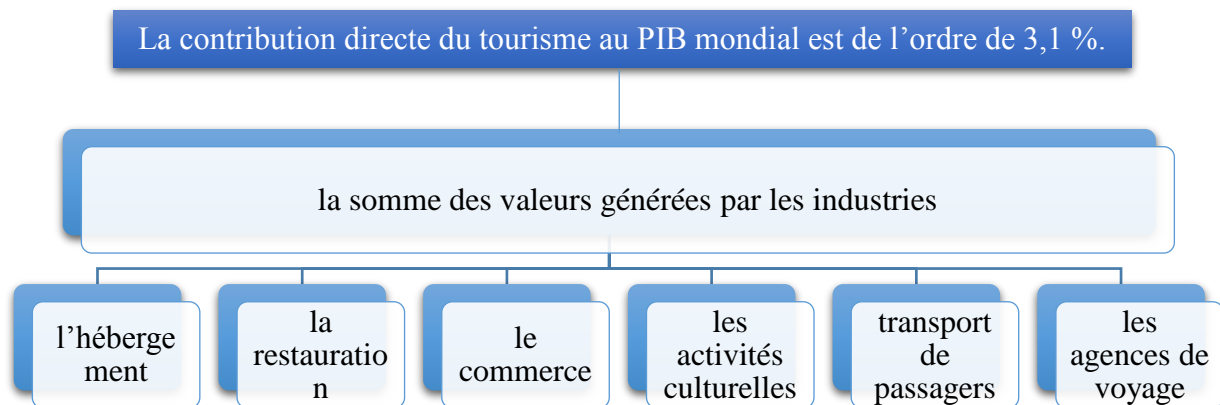 La contribution directe du tourisme au PIB mondial est de l’ordre de 3,1 %.
la somme des valeurs générées par les industries
l’héberge
ment
la
restauratio
n
le
commerce
les
activités
culturelles
transport
de
passagers
les
agences de
voyage